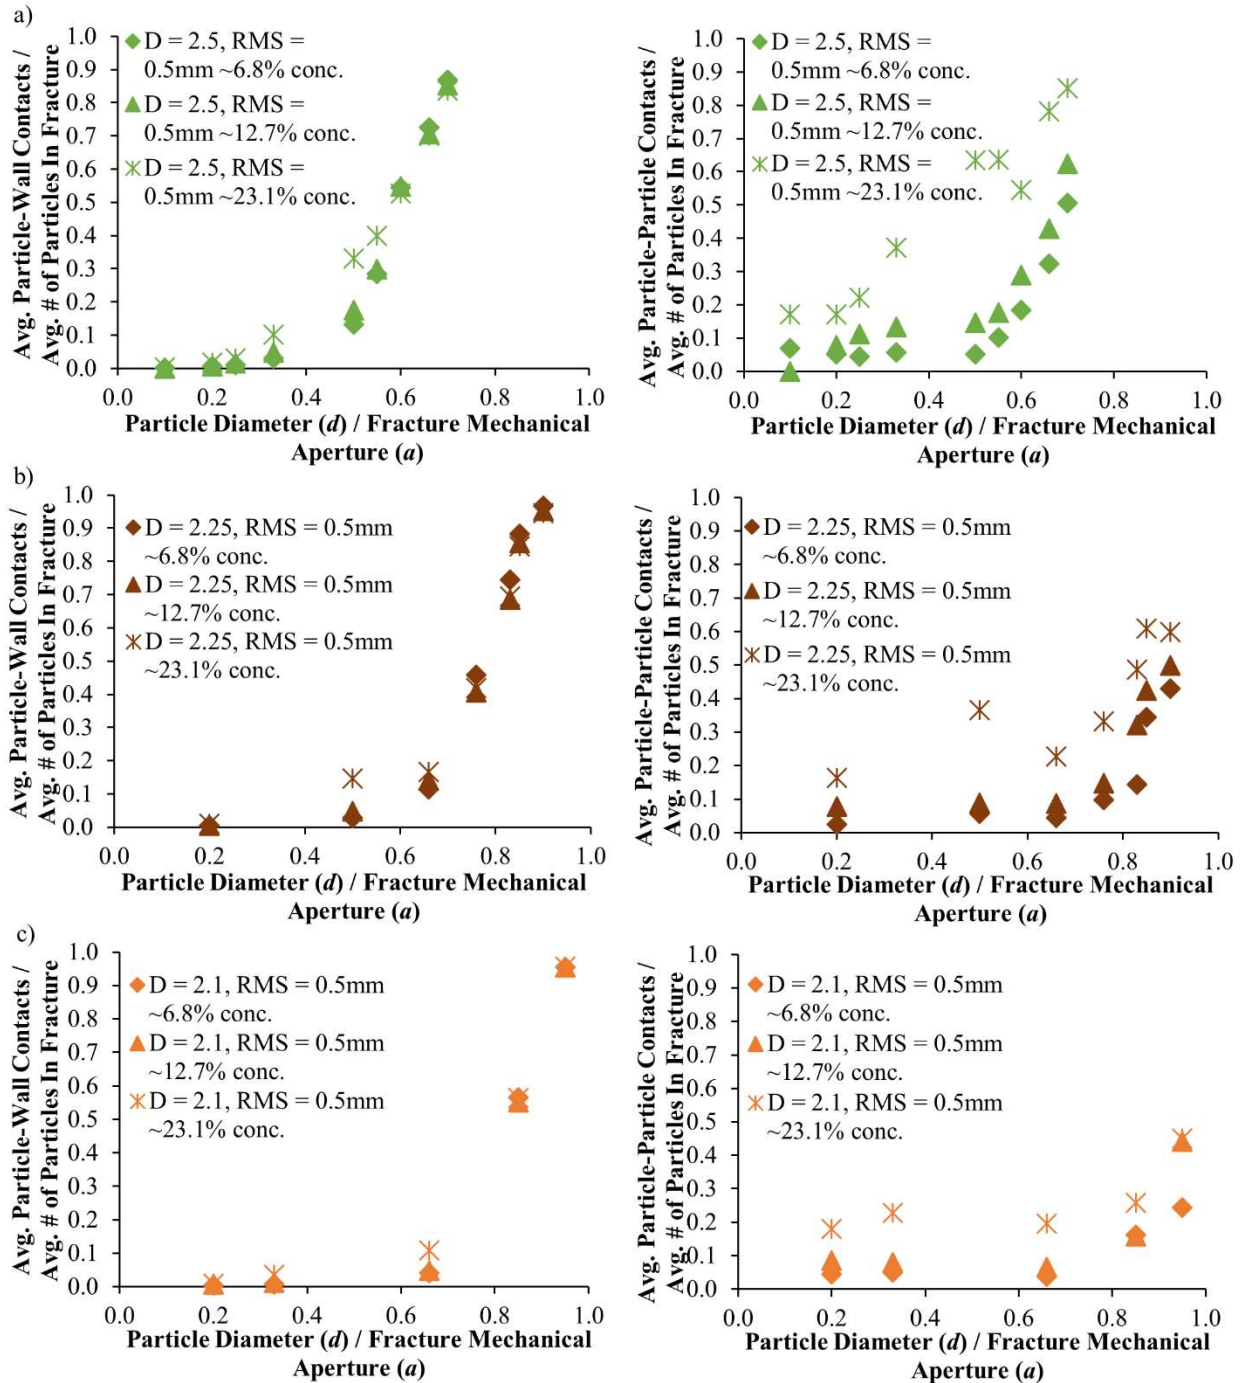 a)
Avg. Particle-Wall Contacts /
Avg. # of Particles In Fracture
1.0
0.9
0.8
0.7
0.6
0.5
0.4
0.3
0.2
0.1
0.0
D = 2.5, RMS =
0.5mm ~6.8% conc.
D = 2.5, RMS =
0.5mm ~12.7% conc.
D = 2.5, RMS =
0.5mm ~23.1% conc.
0.0 0.2 0.4 0.6 0.8 1.0
Particle Diameter (d) / Fracture Mechanical
Aperture (a)
Avg. Particle-Particle Contacts /
Avg. # of Particles In Fracture
1.0
0.9
0.8
0.7
0.6
0.5
0.4
0.3
0.2
0.1
0.0
D = 2.5, RMS =
0.5mm ~6.8% conc.
D = 2.5, RMS =
0.5mm ~12.7% conc.
D = 2.5, RMS =
0.5mm ~23.1% conc.
0.0 0.2 0.4 0.6 0.8 1.0
Particle Diameter (d) / Fracture Mechanical
Aperture (a)
b)
Avg. Particle-Wall Contacts /
Avg. # of Particles In Fracture
1.0
0.9
0.8
0.7
0.6
0.5
0.4
0.3
0.2
0.1
0.0
D = 2.25, RMS = 0.5mm
~6.8% conc.
D = 2.25, RMS = 0.5mm
~12.7% conc.
D = 2.25, RMS = 0.5mm
~23.1% conc.
0.0 0.2 0.4 0.6 0.8 1.0
Particle Diameter (d) / Fracture Mechanical
Aperture (a)
Avg. Particle-Particle Contacts /
Avg. # of Particles In Fracture
1.0
0.9
0.8
0.7
0.6
0.5
0.4
0.3
0.2
0.1
0.0
D = 2.25, RMS = 0.5mm
~6.8% conc.
D = 2.25, RMS = 0.5mm
~12.7% conc.
D = 2.25, RMS = 0.5mm
~23.1% conc.
0.0 0.2 0.4 0.6 0.8 1.0
Particle Diameter (d) / Fracture Mechanical
Aperture (a)
c)
Avg. Particle-Wall Contacts /
Avg. # of Particles In Fracture
1.0
0.9
0.8
0.7
0.6
0.5
0.4
0.3
0.2
0.1
0.0
D = 2.1, RMS = 0.5mm
~6.8% conc.
D = 2.1, RMS = 0.5mm
~12.7% conc.
D = 2.1, RMS = 0.5mm
~23.1% conc.
0.0 0.2 0.4 0.6 0.8 1.0
Particle Diameter (d) / Fracture Mechanical
Aperture (a)
Avg. Particle-Particle Contacts /
Avg. # of Particles In Fracture
1.0
0.9
0.8
0.7
0.6
0.5
0.4
0.3
0.2
0.1
0.0
D = 2.1, RMS = 0.5mm
~6.8% conc.
D = 2.1, RMS = 0.5mm
~12.7% conc.
D = 2.1, RMS = 0.5mm
~23.1% conc.
0.0 0.2 0.4 0.6 0.8 1.0
Particle Diameter (d) / Fracture Mechanical
Aperture (a)